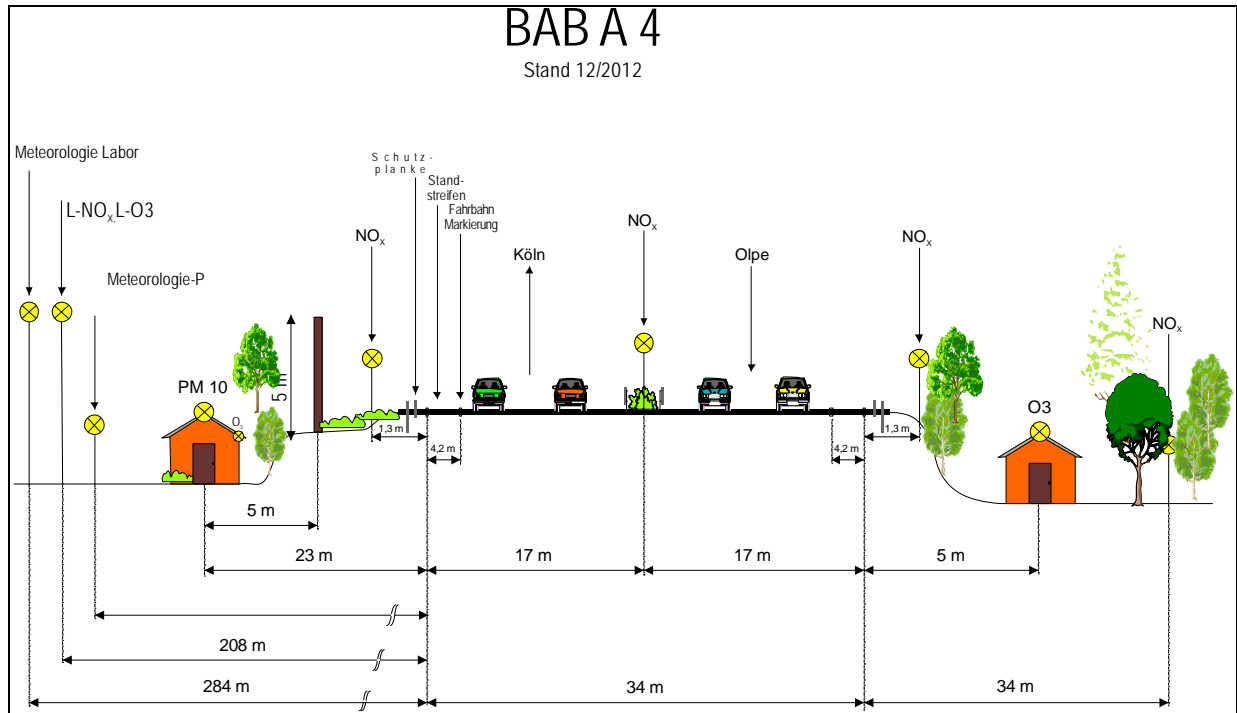 BAB A 4
Stand 12/2012
Meteorologie Labor
L-NOx,L-O3
Meteorologie-P
Schutz-
planke
Stand-
streifen
Fahrbahn
Markierung
NOx
NOx
NOx
NOx
Köln
Olpe
PM 10
O3
5 m
O3
1,3 m
4,2 m
4,2 m
1,3 m
5 m
23 m
17 m
17 m
5 m
208 m
284 m
34 m
34 m